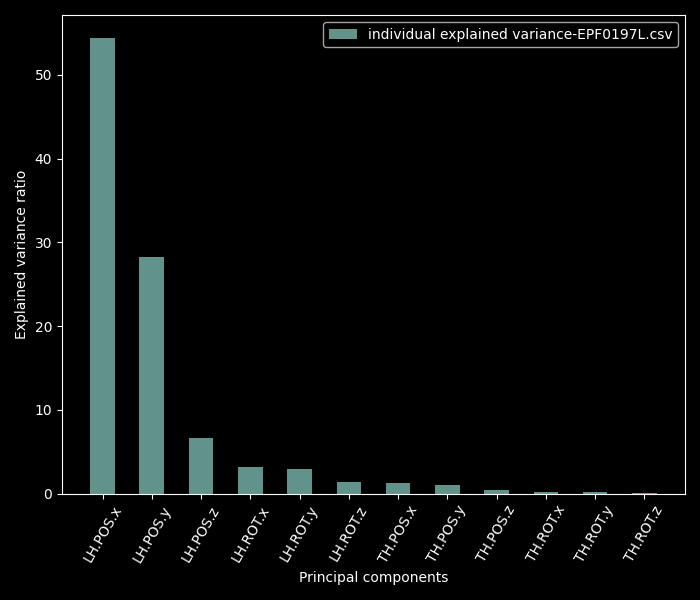 individual explained variance-EPF0197L.csv
Explained variance ratio
50
40
30
20
10
0
LH.POS.x
LH.POS.y
LH.POS.z
LH.ROT.x
LH.ROT.y
LH.ROT.z
TH.POS.x
TH.POS.y
TH.POS.z
TH.ROT.x
TH.ROT.y
TH.ROT.z
Principal components